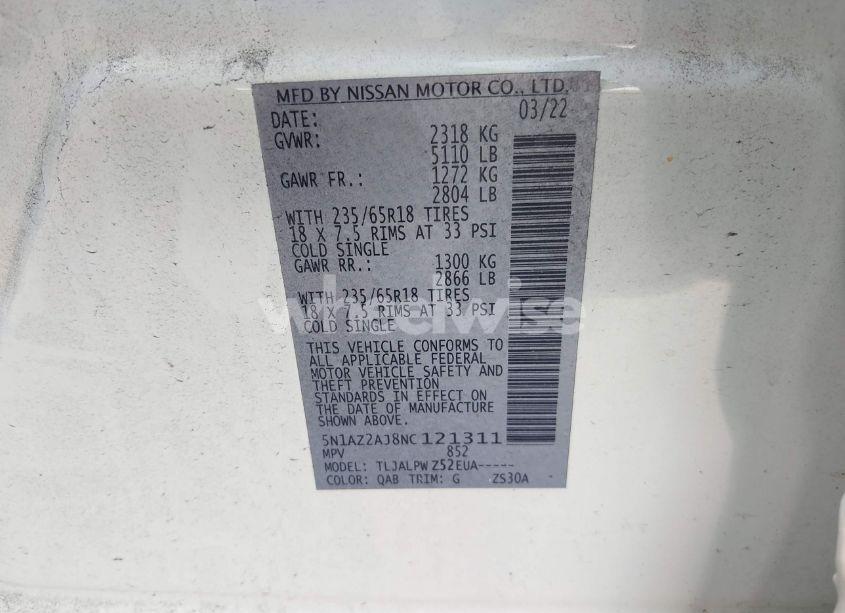 MFD BY NISSAN MOTOR CO., LTD.
DATE: 03/22
GVWR: 2318 KG
5110 LB
GAWR FR.: 1272 KG
2804 LB
WITH 235/65R18 TIRES
18 X 7.5 RIMS AT 33 PSI
COLD SINGLE
GAWR RR.: 1300 KG
2866 LB
WITH 235/65R18 TIRES
18 X 7.5 RIMS AT 33 PSI
COLD SINGLE
wheelwise
THIS VEHICLE CONFORMS TO
ALL APPLICABLE FEDERAL
MOTOR VEHICLE SAFETY AND
THEFT PREVENTION
STANDARDS IN EFFECT ON
THE DATE OF MANUFACTURE
SHOWN ABOVE.
5N1AZ2AJ8NC121311
MPV 852
MODEL: TLJALPW Z52EUA-----
COLOR: QAB TRIM: G ZS30A -